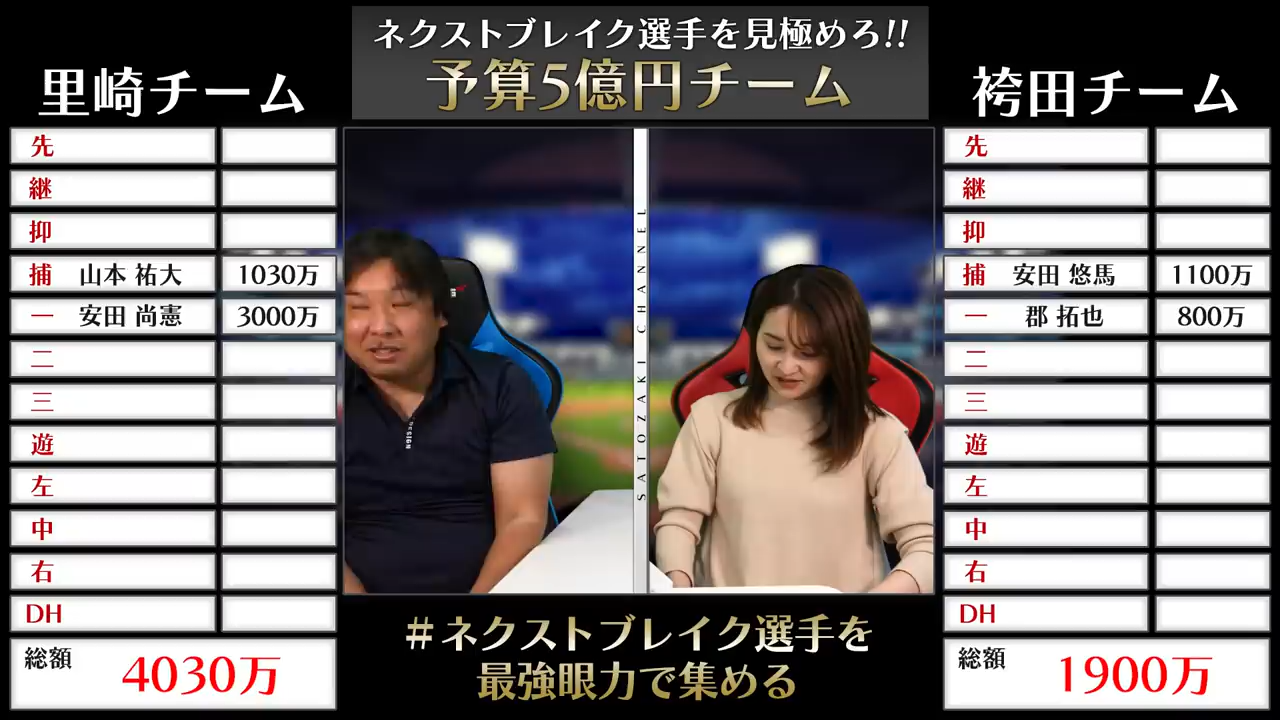 ネクストブレイク選手を見極めろ!!
予算5億円チーム
里崎チーム
先
継
抑
捕 山本 祐大 1030万
一 安田 尚憲 3000万
二
三
遊
左
中
右
DH
総額 4030万
SATOZAKI CHANNEL
袴田チーム
先
継
抑
捕 安田 悠馬 1100万
一 郡 拓也 800万
二
三
遊
左
中
右
DH
総額 1900万
#ネクストブレイク選手を
最強眼力で集める